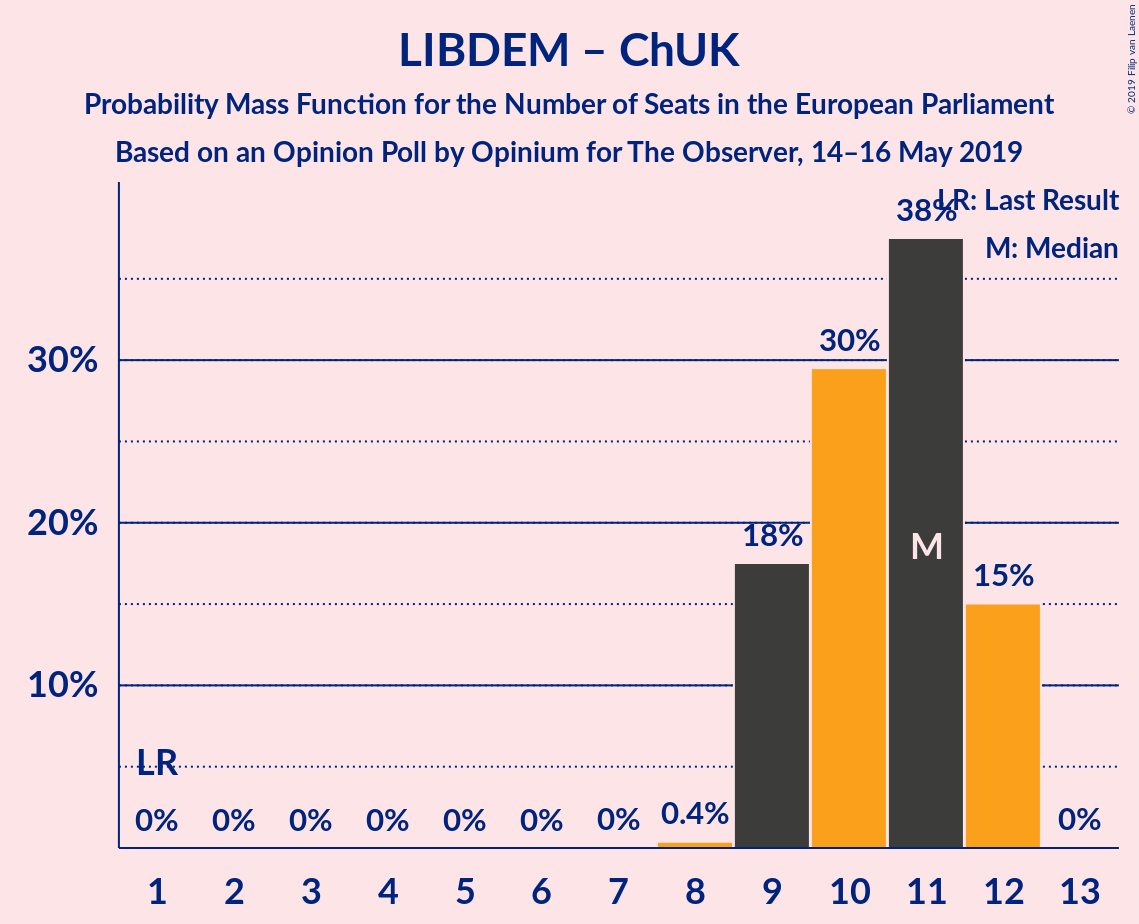 LIBDEM – ChUK
Probability Mass Function for the Number of Seats in the European Parliament
Based on an Opinion Poll by Opinium for The Observer, 14–16 May 2019
© 2019 Filip van Laenen
LR: Last Result
M: Median
38%
30%
30%
20%
18%
M
15%
10%
LR
0% 0% 0% 0% 0% 0% 0% 0.4% 0%
1 2 3 4 5 6 7 8 9 10 11 12 13